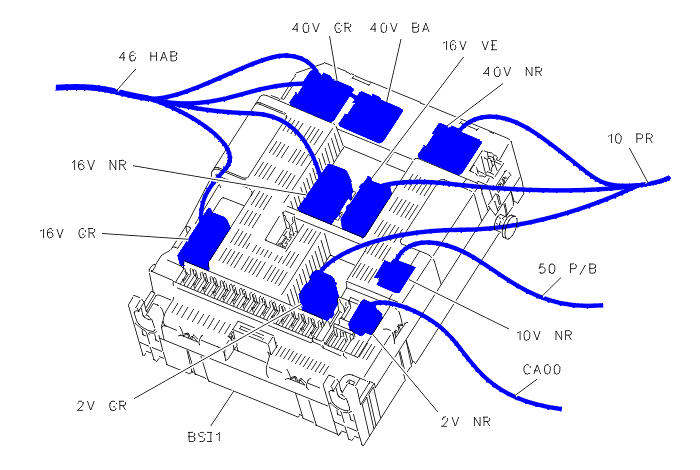 40V GR
40V BA
16V VE
46 HAB
40V NR
10 PR
16V NR
16V GR
50 P/B
10V NR
CA00
2V GR
2V NR
BSI1